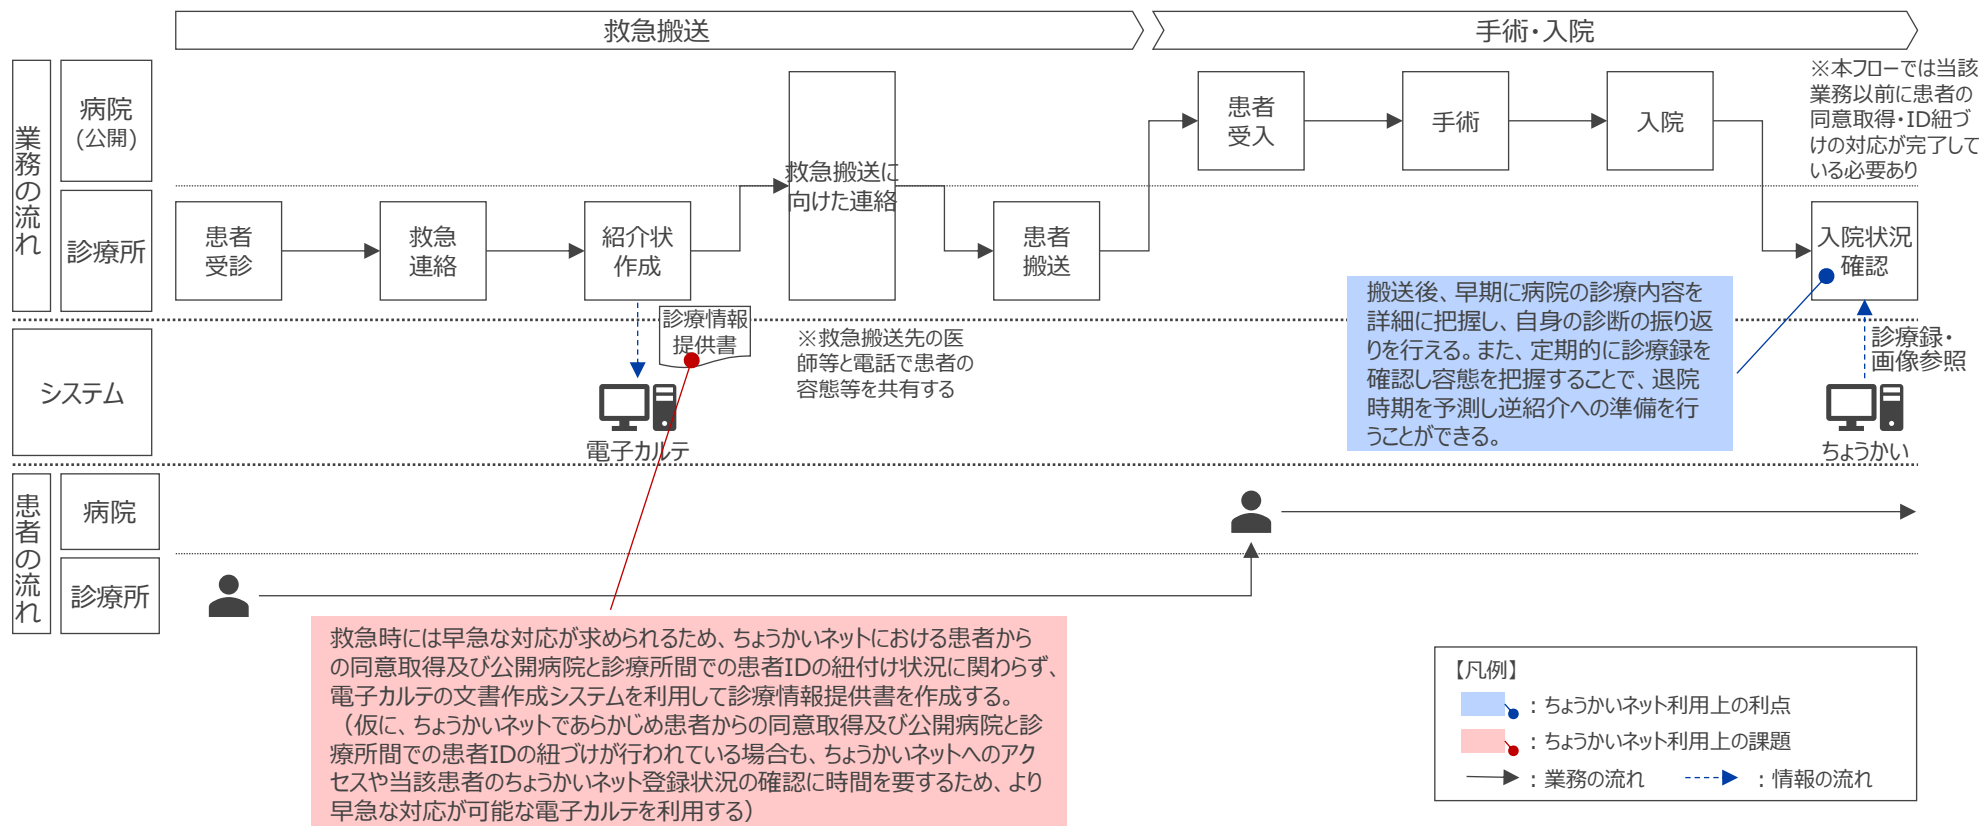 救急搬送
手術・入院
業務の流れ
病院
(公開)
診療所
患者
受診
救急
連絡
紹介状
作成
救急搬送に
向けた連絡
患者
搬送
患者
受入
手術
入院
※本フローでは当該
業務以前に患者の
同意取得・ID紐づ
けの対応が完了して
いる必要あり
入院状況
確認
システム
診療情報
提供書
電子カルテ
※救急搬送先の医
師等と電話で患者の
容態等を共有する
搬送後、早期に病院の診療内容を
詳細に把握し、自身の診断の振り返
りを行える。また、定期的に診療録を
確認し容態を把握することで、退院
時期を予測し逆紹介への準備を行
うことができる。
診療録・
画像参照
ちょうかい
患者の流れ
病院
診療所
救急時には早急な対応が求められるため、ちょうかいネットにおける患者から
の同意取得及び公開病院と診療所間での患者IDの紐付け状況に関わらず、
電子カルテの文書作成システムを利用して診療情報提供書を作成する。
（仮に、ちょうかいネットであらかじめ患者からの同意取得及び公開病院と診
療所間での患者IDの紐づけが行われている場合も、ちょうかいネットへのアク
セスや当該患者のちょうかいネット登録状況の確認に時間を要するため、より
早急な対応が可能な電子カルテを利用する）
【凡例】
：ちょうかいネット利用上の利点
：ちょうかいネット利用上の課題
：業務の流れ
：情報の流れ